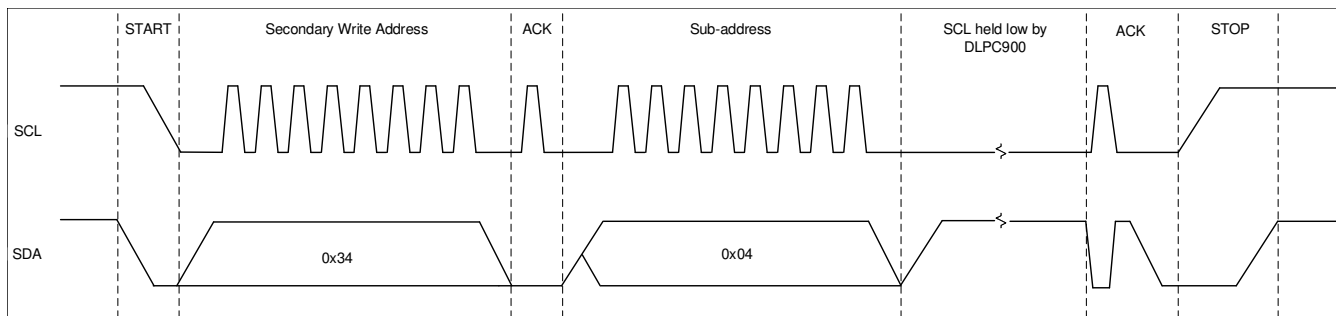 START Secondary Write Address ACK Sub-address SCL held low by DLPC900 ACK STOP
SCL
SDA 0x34 0x04